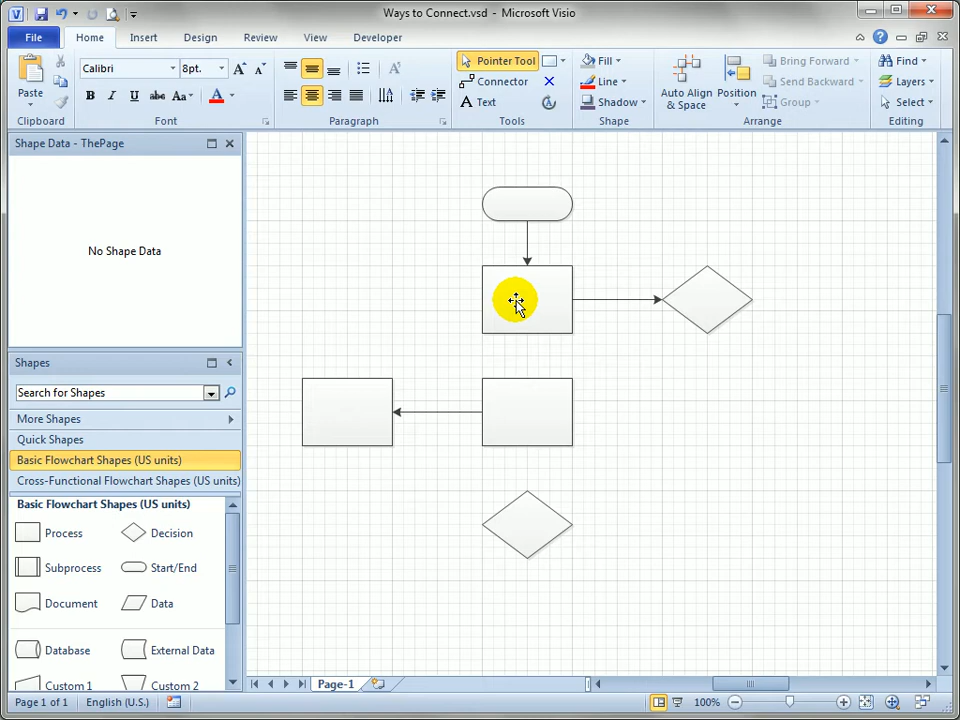 Ways to Connect.vsd - Microsoft Visio
File Home Insert Design Review View Developer
Paste
Calibri 8pt.
B I U abc Aa A
Pointer Tool
Connector
Text
Fill
Line
Shadow
Auto Align & Space
Position
Bring Forward
Send Backward
Group
Find
Layers
Select
Clipboard Font Paragraph Tools Shape Arrange Editing
Shape Data - ThePage
No Shape Data
Shapes
Search for Shapes
More Shapes
Quick Shapes
Basic Flowchart Shapes (US units)
Cross-Functional Flowchart Shapes (US units)
Basic Flowchart Shapes (US units)
Process Decision
Subprocess Start/End
Document Data
Database External Data
Custom 1 Custom 2
Page-1
Page 1 of 1 English (U.S.) 100%